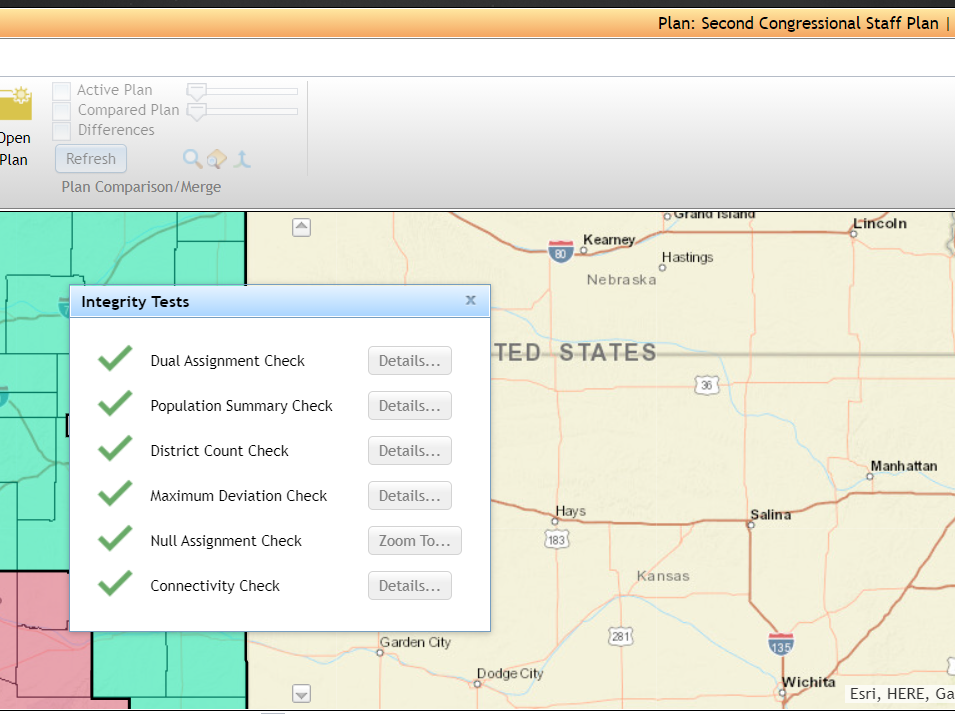 Plan: Second Congressional Staff Plan |
Open
Plan
Active Plan
Compared Plan
Differences
Refresh
Plan Comparison/Merge
Grand Island
Lincoln
Kearney
80
Hastings
Nebraska
Integrity Tests
x
TED STATES
Dual Assignment Check
Details...
36
Population Summary Check
Details...
District Count Check
Details...
Manhattan
Maximum Deviation Check
Details...
Hays
Salina
Null Assignment Check
Zoom To...
183
Kansas
Connectivity Check
Details...
281
Garden City
135
Dodge City
Wichita
Esri, HERE, Ga